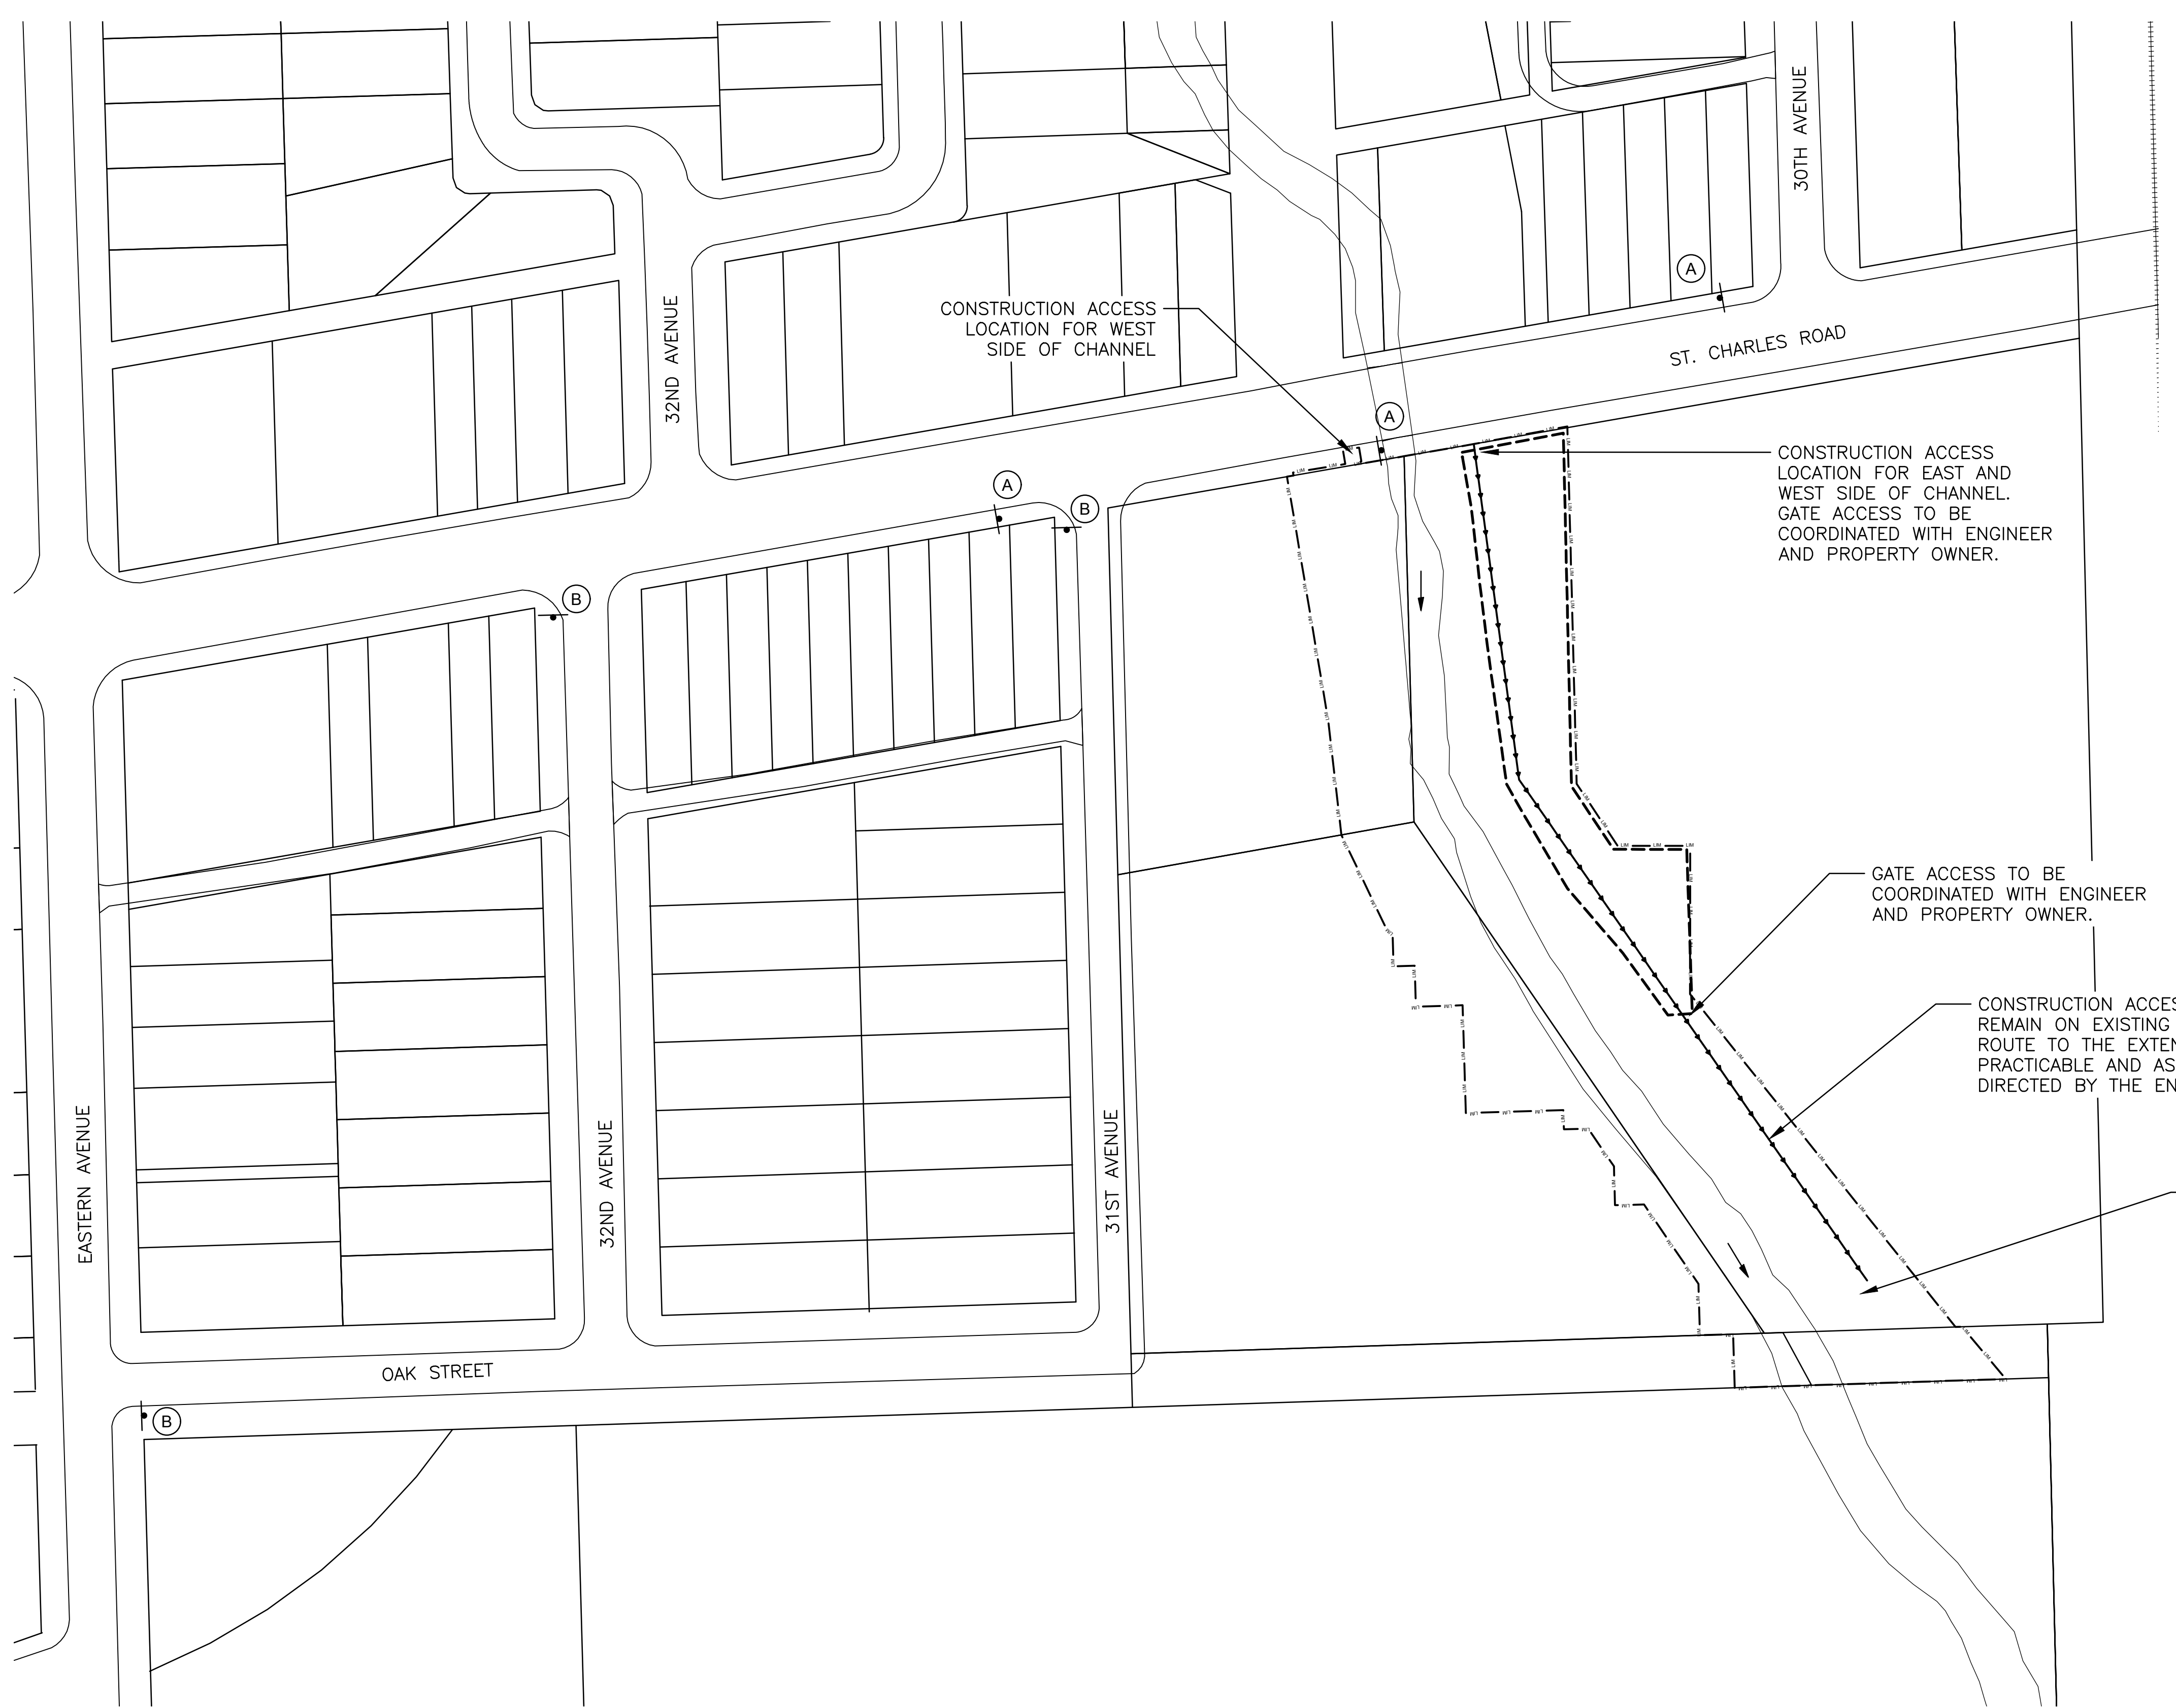 30TH AVENUE
A
CONSTRUCTION ACCESS
LOCATION FOR WEST
SIDE OF CHANNEL
32ND AVENUE
ST. CHARLES ROAD
A
CONSTRUCTION ACCESS
LOCATION FOR EAST AND
WEST SIDE OF CHANNEL.
GATE ACCESS TO BE
COORDINATED WITH ENGINEER
AND PROPERTY OWNER.
A
B
B
GATE ACCESS TO BE
COORDINATED WITH ENGINEER
AND PROPERTY OWNER.
CONSTRUCTION
REMAIN ON EXISTING
ROUTE TO THE
PRACTICABLE AND AS
DIRECTED BY THE
EASTERN AVENUE
32ND AVENUE
31ST AVENUE
OAK STREET
B
LIM